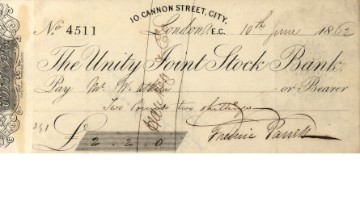 10 CANNON STREET, CITY,
No 4511 London, E.C. 10th June 1862
The Unity Joint Stock Bank.
Pay Mr W. or Bearer
Two pounds two shillings
£ 2. 2. 0
Frederic